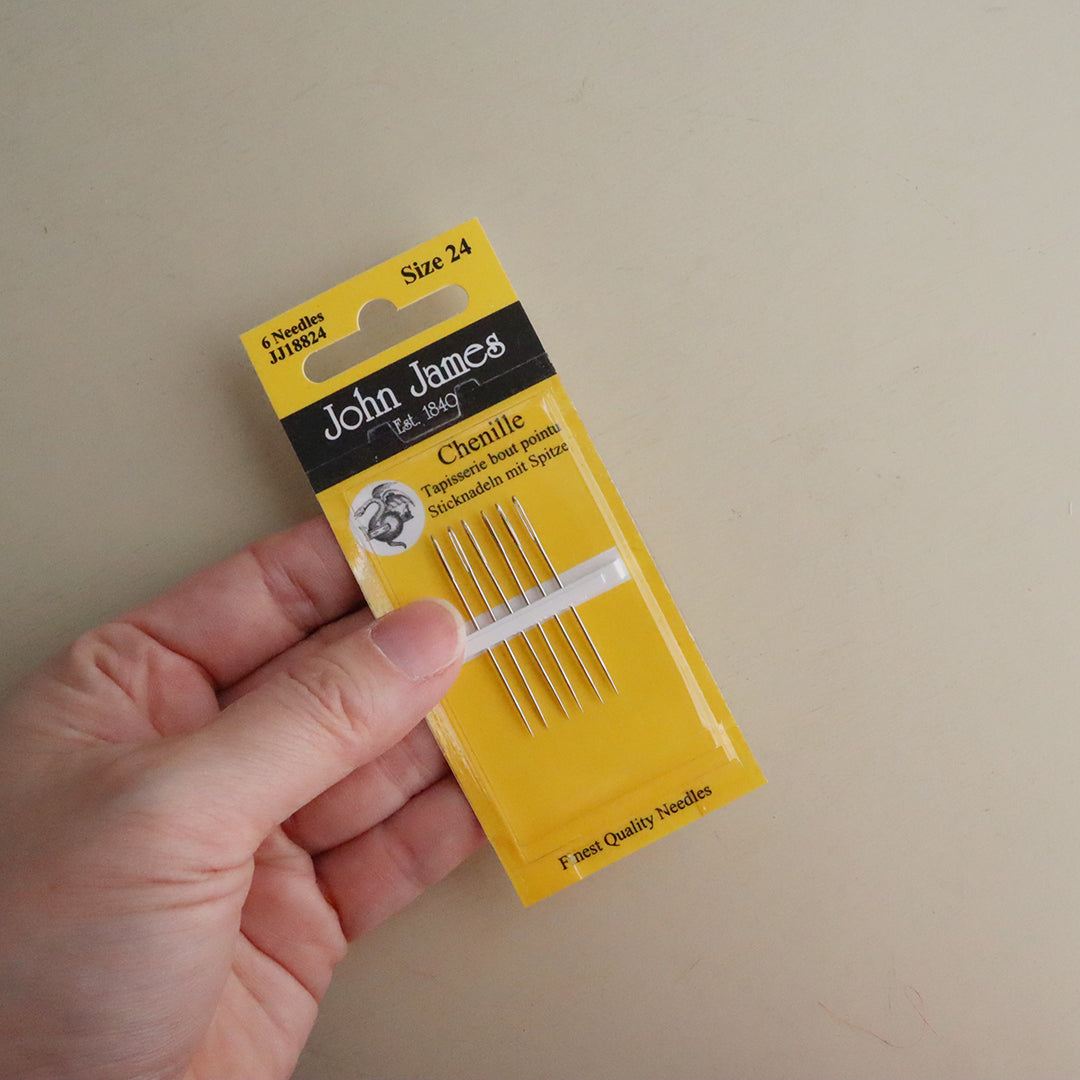 Size 24
6 Needles
JJ18824
John James
Est. 1840
Chenille
Tapisserie bout pointu
Sticknadeln mit Spitze
Finest Quality Needles